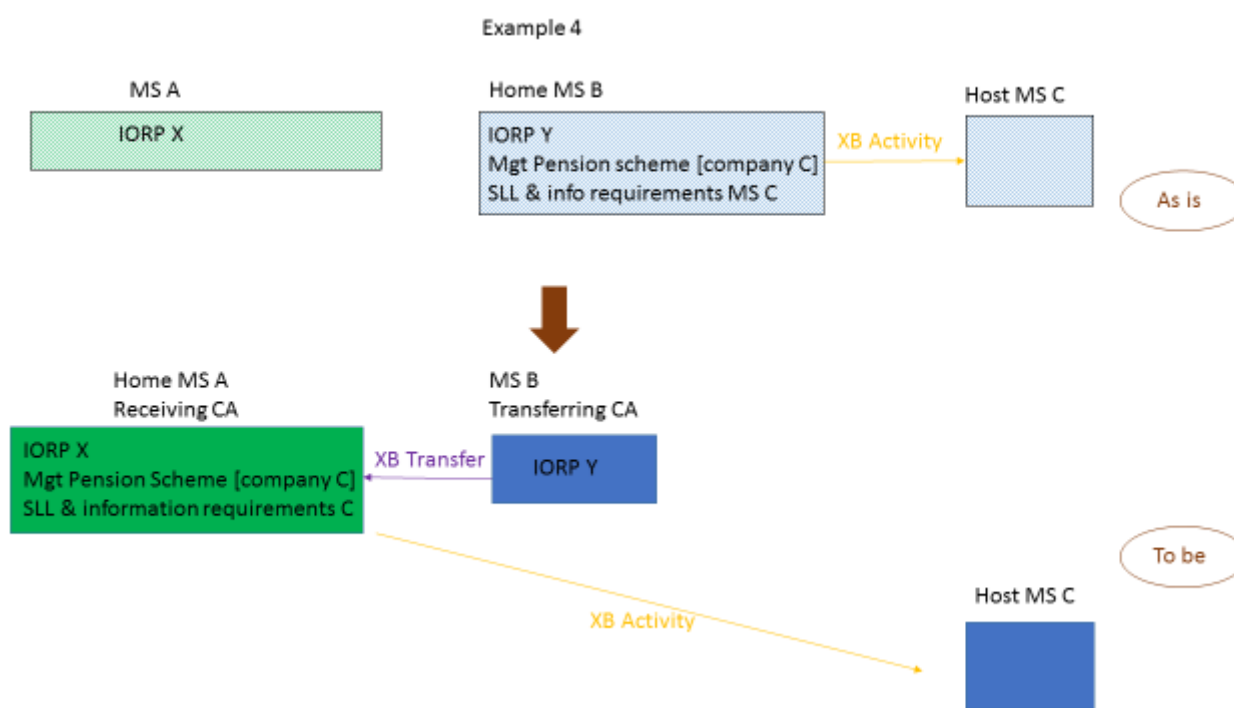 Example 4
MS A
Home MS B
Host MS C
IORP X
IORP Y
Mgt Pension scheme [company C]
SLL & info requirements MS C
XB Activity
As is
Home MS A
Receiving CA
MS B
Transferring CA
IORP X
Mgt Pension Scheme [company C]
SLL & information requirements C
XB Transfer
IORP Y
To be
Host MS C
XB Activity